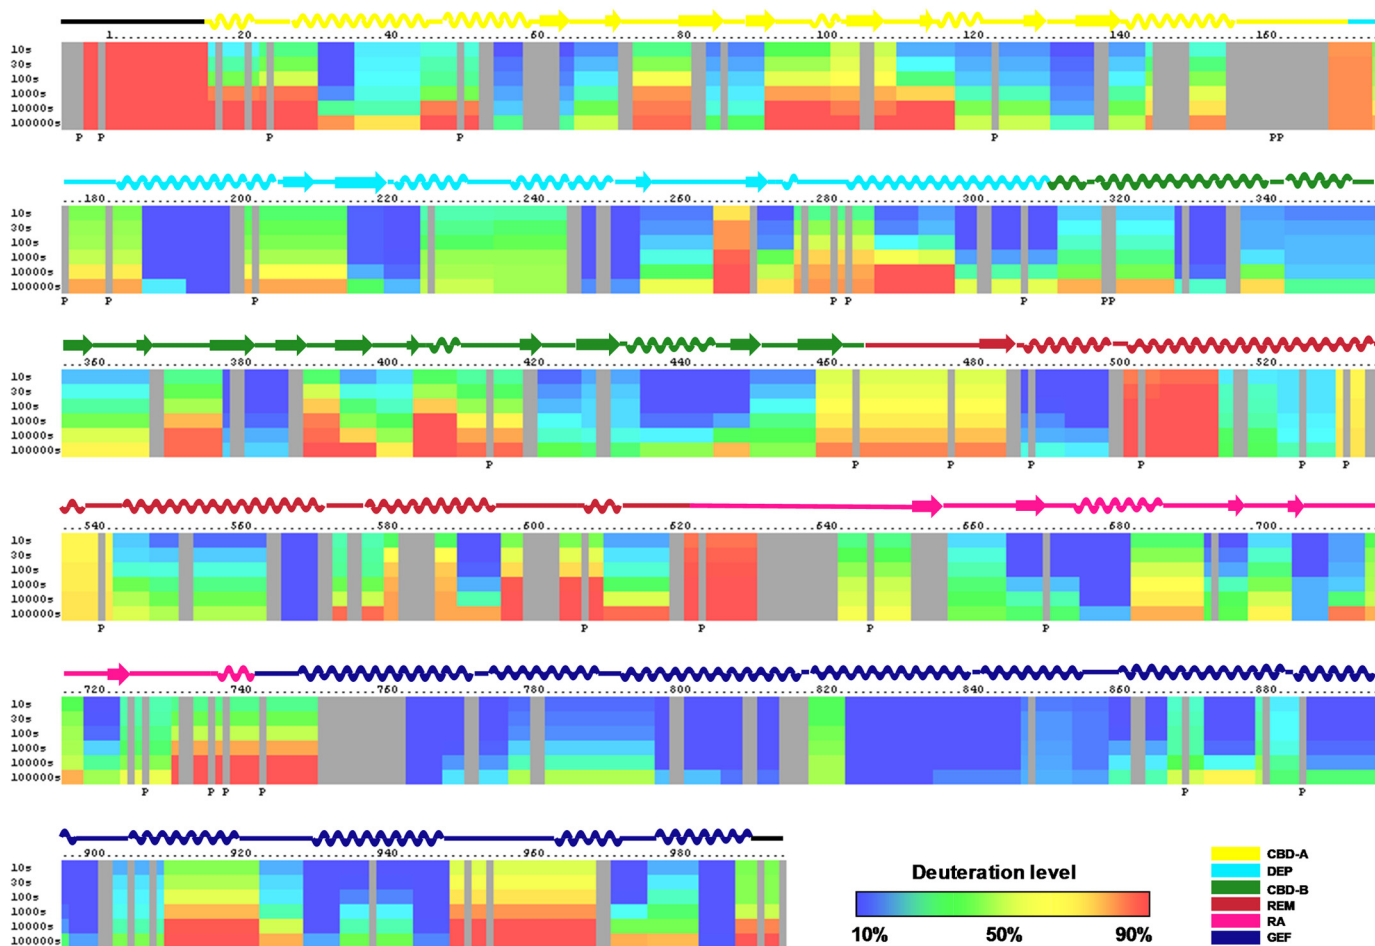 1 20 40 60 80 100 120 140 160
10s
30s
100s
1000s
10000s
100000s
P P P P P PP
180 200 220 240 260 280 300 320 340
10s
30s
100s
1000s
10000s
100000s
P P P P P P PP
360 380 400 420 440 460 480 500 520
10s
30s
100s
1000s
10000s
100000s
P P P P P P P
540 560 580 600 620 640 660 680 700
10s
30s
100s
1000s
10000s
100000s
P P P P P
720 740 760 780 800 820 840 860 880
10s
30s
100s
1000s
10000s
100000s
P P P P P P
900 920 940 960 980
10s
30s
100s
1000s
10000s
100000s
Deuteration level
10% 50% 90%
CBD-A
DEP
CBD-B
REM
RA
GEF